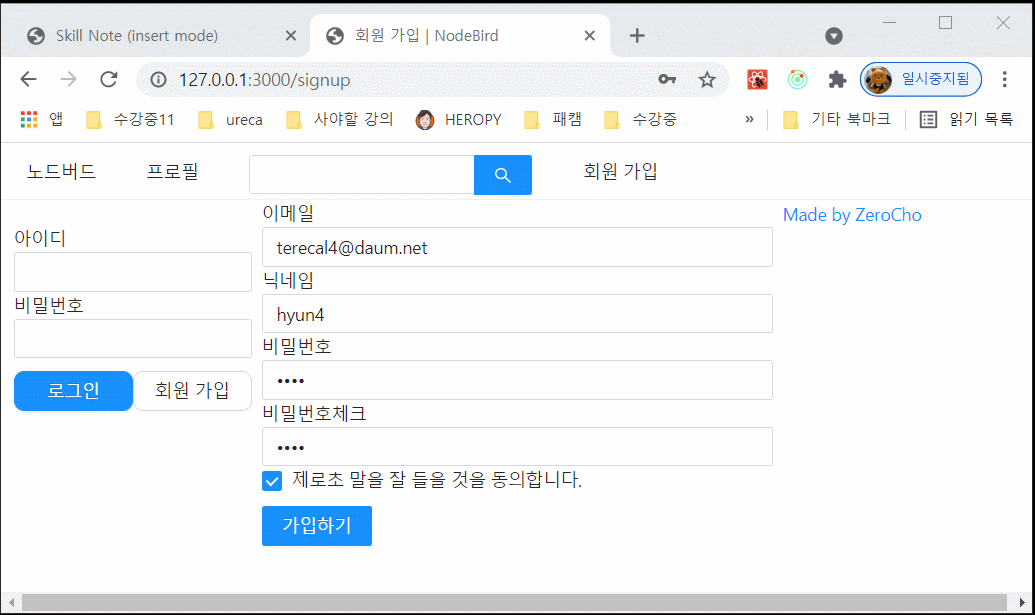 Skill Note (insert mode)
회원 가입 | NodeBird
127.0.0.1:3000/signup
일시중지됨
앱
수강중11
ureca
사야할 강의
HEROPY
패캠
수강중
»
기타 북마크
읽기 목록
노드버드
프로필
회원 가입
아이디
비밀번호
로그인
회원 가입
이메일
terecal4@daum.net
닉네임
hyun4
비밀번호
••••
비밀번호체크
••••
제로초 말을 잘 들을 것을 동의합니다.
가입하기
Made by ZeroCho